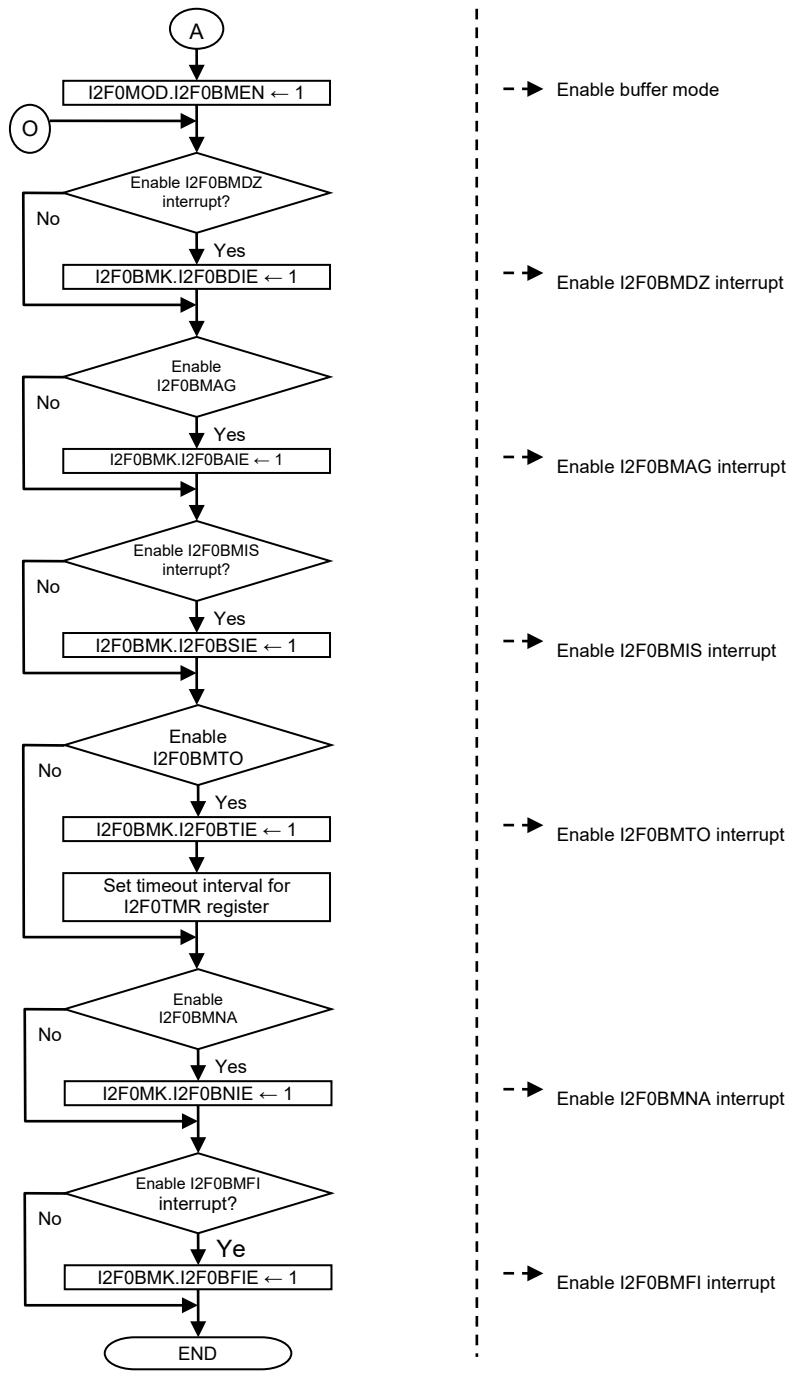 A
I2F0MOD.I2F0BMEN ← 1
Enable buffer mode
O
Enable I2F0BMDZ
interrupt?
No
Yes
I2F0BMK.I2F0BDIE ← 1
Enable I2F0BMDZ interrupt
Enable
I2F0BMAG
No
Yes
I2F0BMK.I2F0BAIE ← 1
Enable I2F0BMAG interrupt
Enable I2F0BMIS
interrupt?
No
Yes
I2F0BMK.I2F0BSIE ← 1
Enable I2F0BMIS interrupt
Enable
I2F0BMTO
No
Yes
I2F0BMK.I2F0BTIE ← 1
Enable I2F0BMTO interrupt
Set timeout interval for
I2F0TMR register
Enable
I2F0BMNA
No
Yes
I2F0MK.I2F0BNIE ← 1
Enable I2F0BMNA interrupt
Enable I2F0BMFI
interrupt?
No
Ye
I2F0BMK.I2F0BFIE ← 1
Enable I2F0BMFI interrupt
END